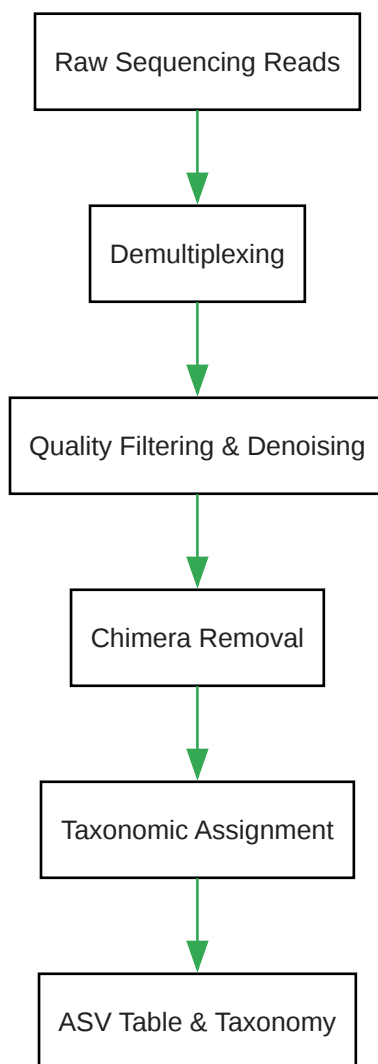 Raw Sequencing Reads
Demultiplexing
Quality Filtering & Denoising
Chimera Removal
Taxonomic Assignment
ASV Table & Taxonomy